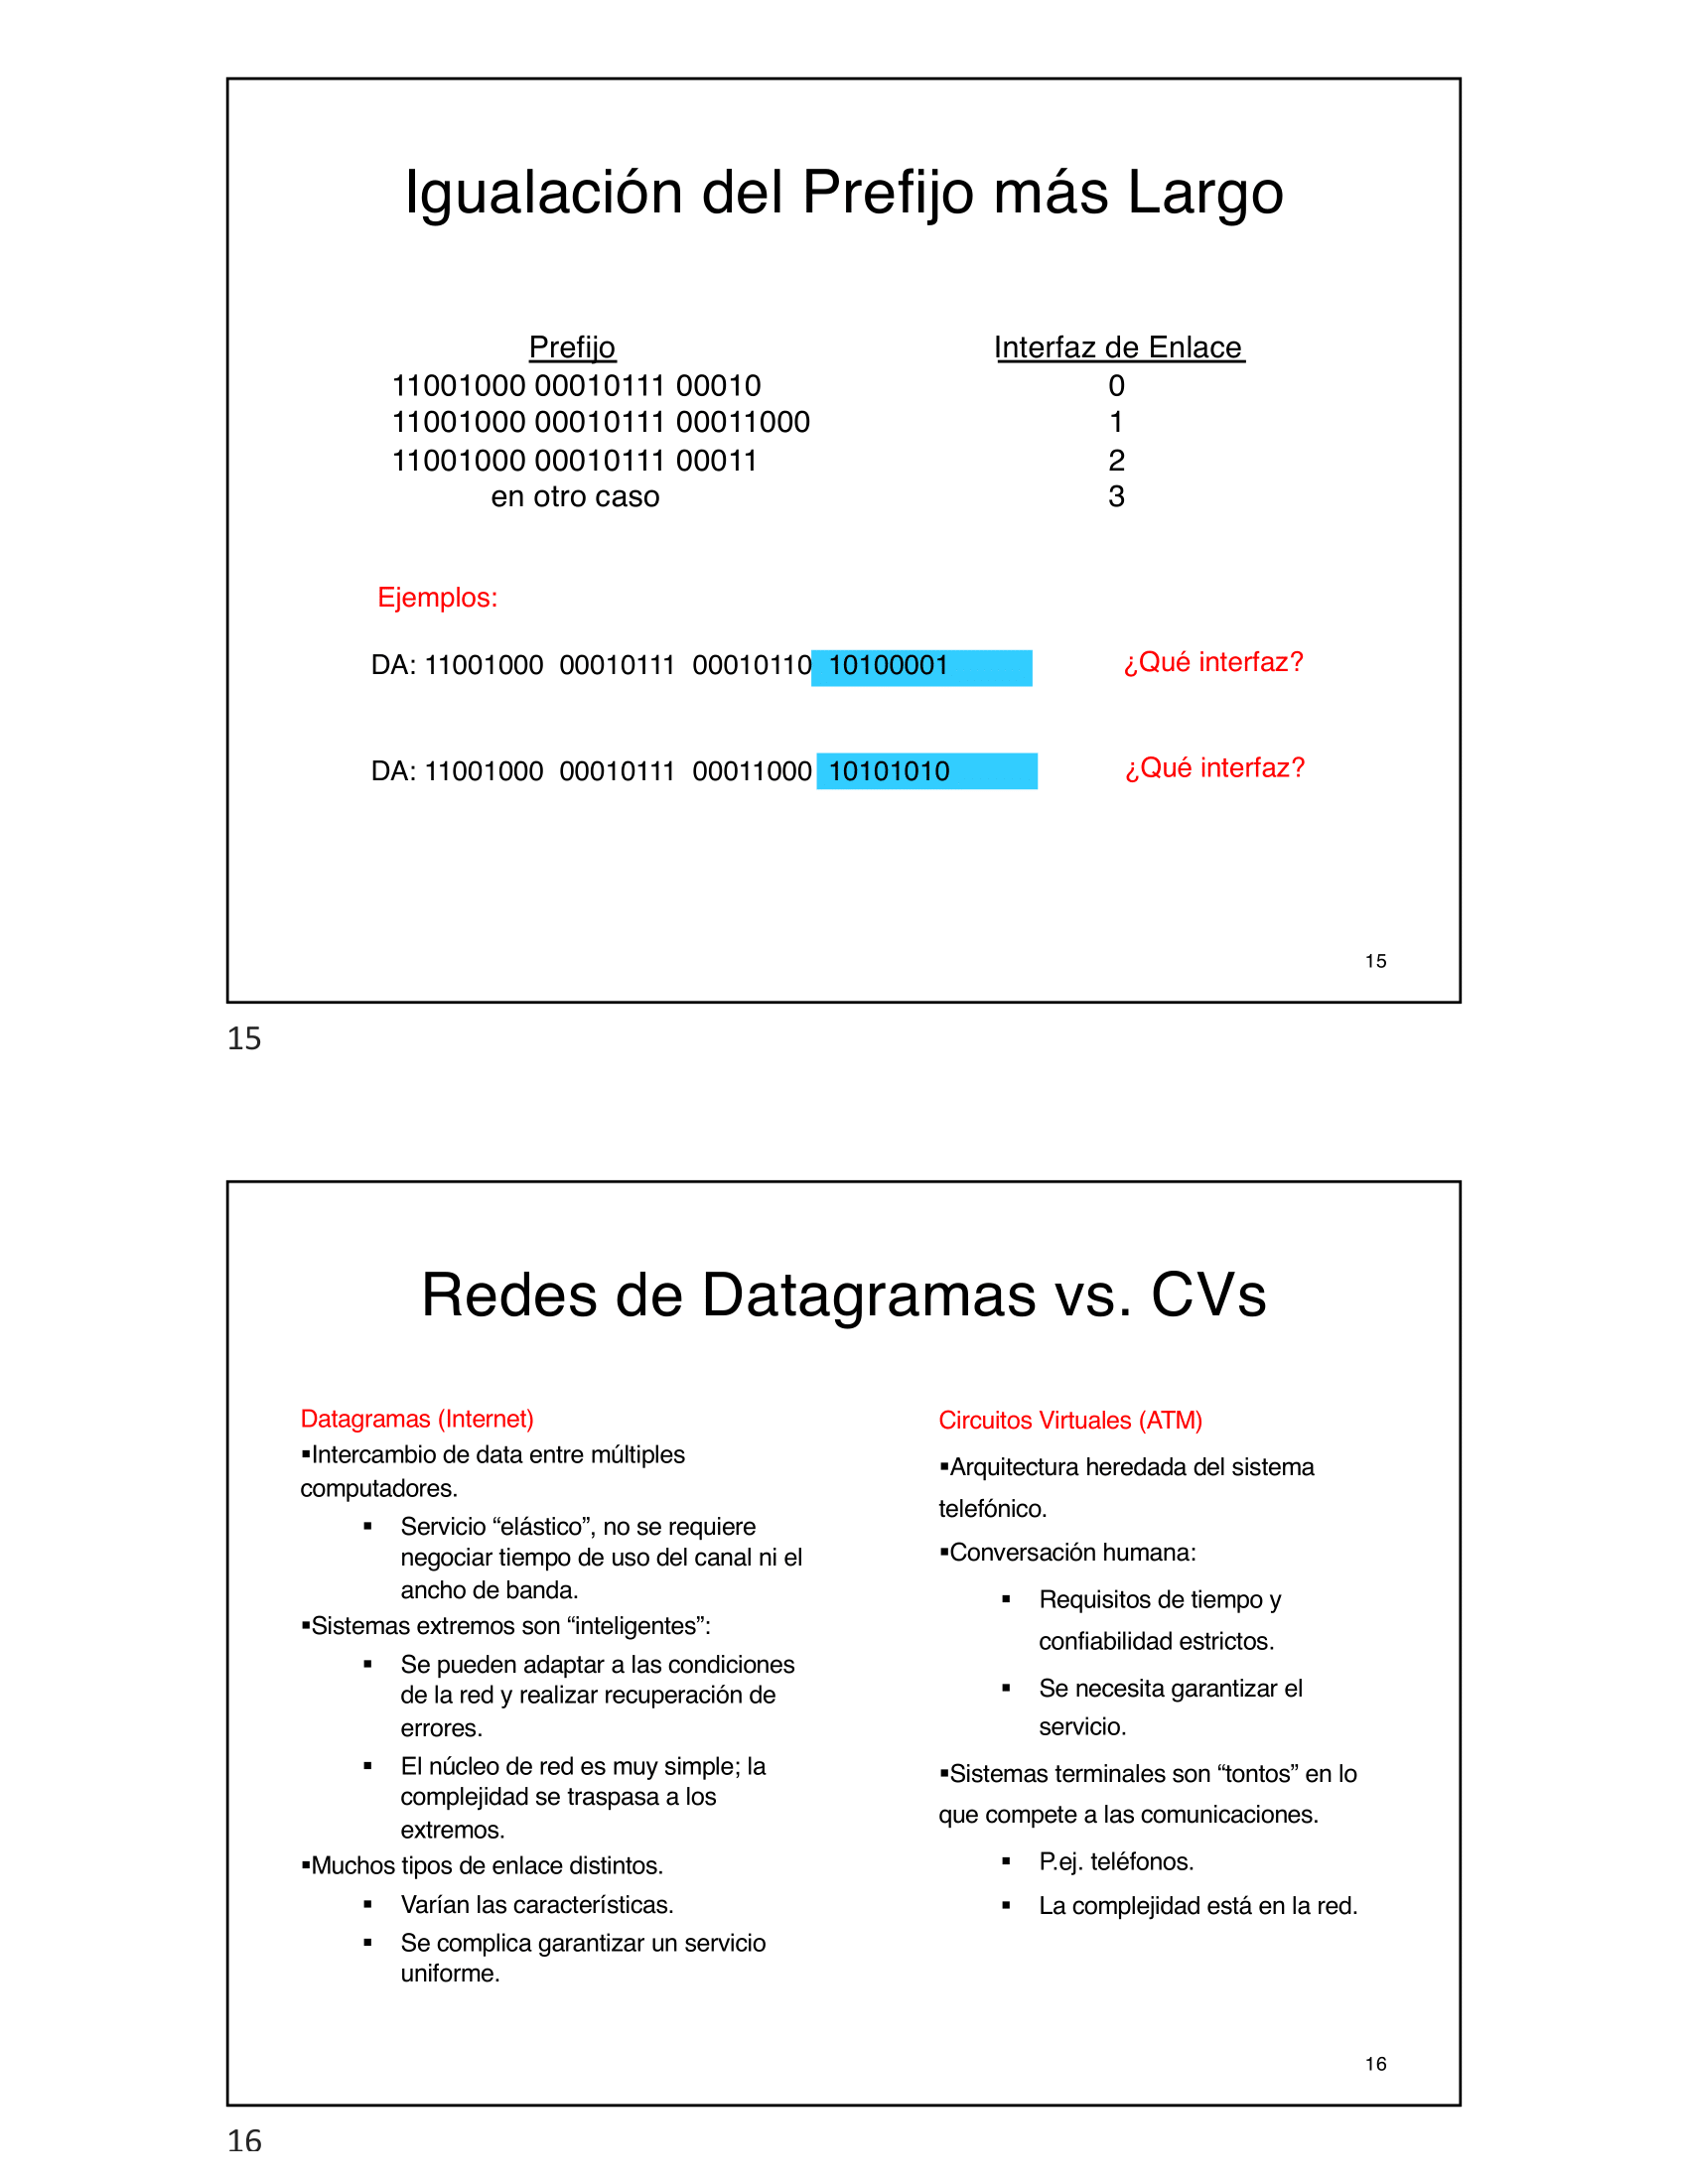 Igualación del Prefijo más Largo
Prefijo Interfaz de Enlace
11001000 00010111 00010 0
11001000 00010111 00011000 1
11001000 00010111 00011 2
en otro caso 3
Ejemplos:
DA: 11001000 00010111 00010110 10100001 ¿Qué interfaz?
DA: 11001000 00010111 00011000 10101010 ¿Qué interfaz?
15
15
Redes de Datagramas vs. CVs
Datagramas (Internet)
▪Intercambio de data entre múltiples
computadores.
▪ Servicio “elástico”, no se requiere
negociar tiempo de uso del canal ni el
ancho de banda.
▪Sistemas extremos son “inteligentes”:
▪ Se pueden adaptar a las condiciones
de la red y realizar recuperación de
errores.
▪ El núcleo de red es muy simple; la
complejidad se traspasa a los
extremos.
▪Muchos tipos de enlace distintos.
▪ Varían las características.
▪ Se complica garantizar un servicio
uniforme.
Circuitos Virtuales (ATM)
▪Arquitectura heredada del sistema
telefónico.
▪Conversación humana:
▪ Requisitos de tiempo y
confiabilidad estrictos.
▪ Se necesita garantizar el
servicio.
▪Sistemas terminales son “tontos” en lo
que compete a las comunicaciones.
▪ P.ej. teléfonos.
▪ La complejidad está en la red.
16
16